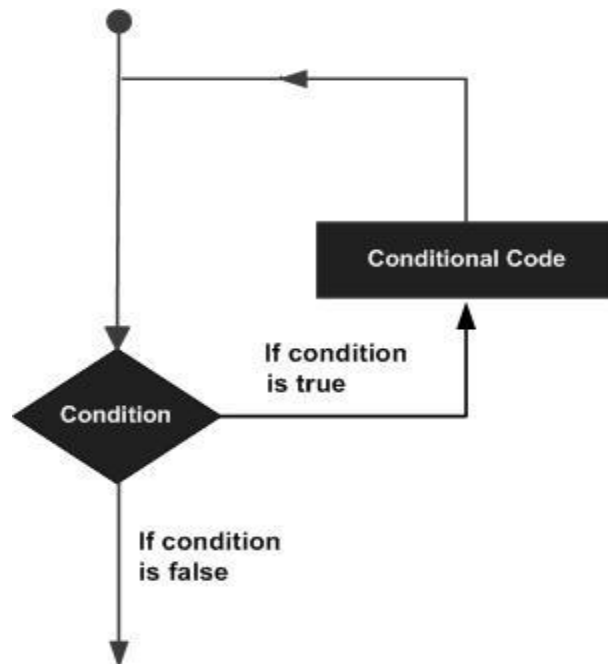 Conditional Code
If condition
is true
Condition
If condition
is false